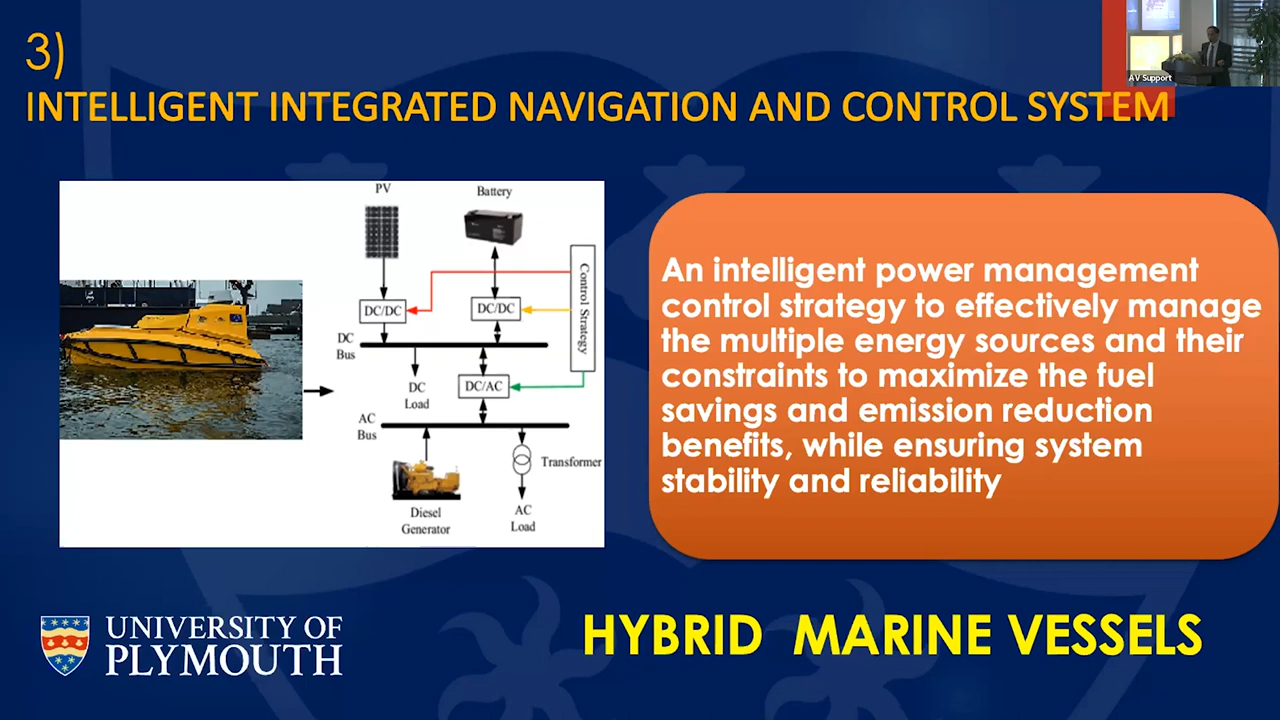 3)
INTELLIGENT INTEGRATED NAVIGATION AND CONTROL SYSTEM
AV Support
PV
Battery
DC/DC
DC/DC
Control Strategy
DC
Bus
DC
Load
DC/AC
AC
Bus
Transformer
Diesel
Generator
AC
Load
An intelligent power management
control strategy to effectively manage
the multiple energy sources and their
constraints to maximize the fuel
savings and emission reduction
benefits, while ensuring system
stability and reliability
UNIVERSITY OF
PLYMOUTH
HYBRID MARINE VESSELS